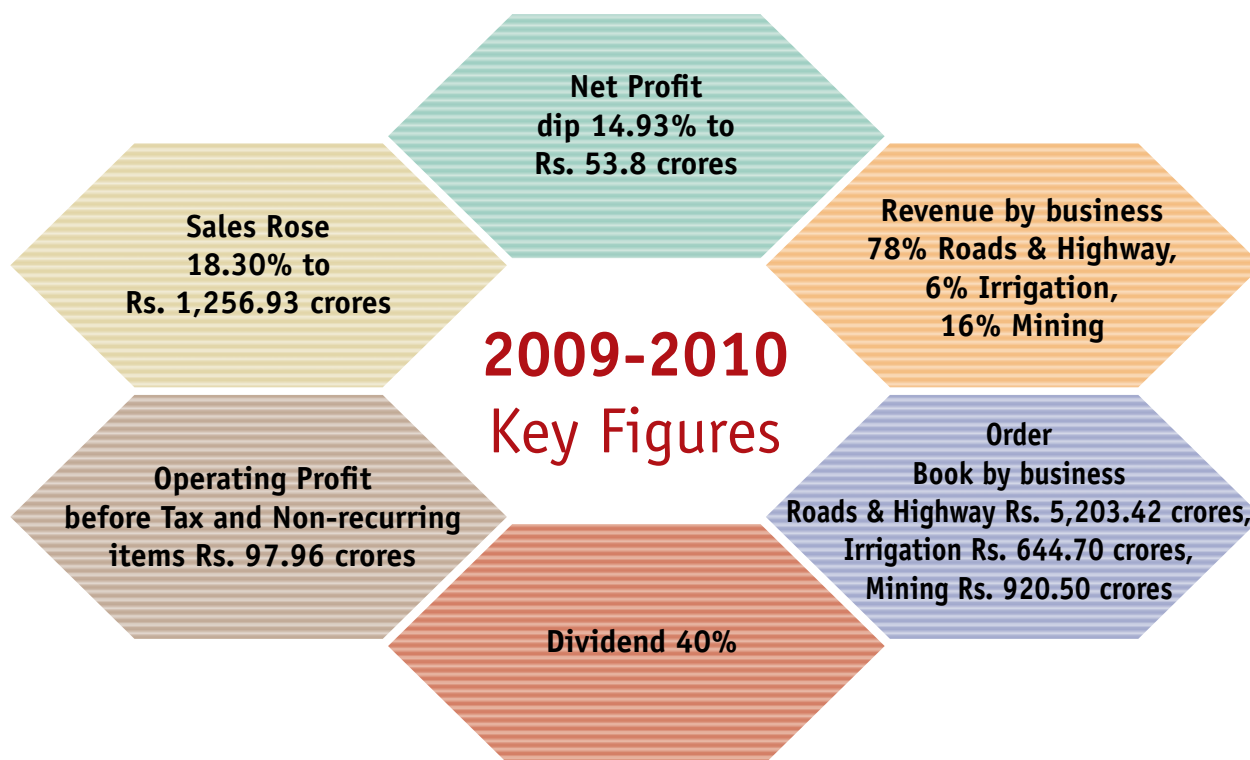 Net Profit
dip 14.93% to
Rs. 53.8 crores
Sales Rose
18.30% to
Rs. 1,256.93 crores
Revenue by business
78% Roads & Highway,
6% Irrigation,
16% Mining
2009-2010
Key Figures
Operating Profit
before Tax and Non-recurring
items Rs. 97.96 crores
Order
Book by business
Roads & Highway Rs. 5,203.42 crores,
Irrigation Rs. 644.70 crores,
Mining Rs. 920.50 crores
Dividend 40%